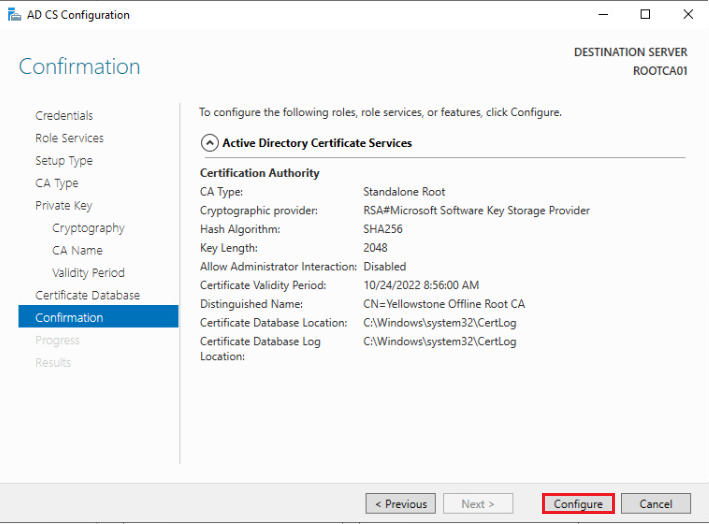 AD CS Configuration
DESTINATION SERVER
ROOTCA01
Confirmation
Credentials
Role Services
Setup Type
CA Type
Private Key
Cryptography
CA Name
Validity Period
Certificate Database
Confirmation
Progress
Results
To configure the following roles, role services, or features, click Configure.
Active Directory Certificate Services
Certification Authority
CA Type: Standalone Root
Cryptographic provider: RSA#Microsoft Software Key Storage Provider
Hash Algorithm: SHA256
Key Length: 2048
Allow Administrator Interaction: Disabled
Certificate Validity Period: 10/24/2022 8:56:00 AM
Distinguished Name: CN=Yellowstone Offline Root CA
Certificate Database Location: C:\Windows\system32\CertLog
Certificate Database Log Location: C:\Windows\system32\CertLog
< Previous
Next >
Configure
Cancel